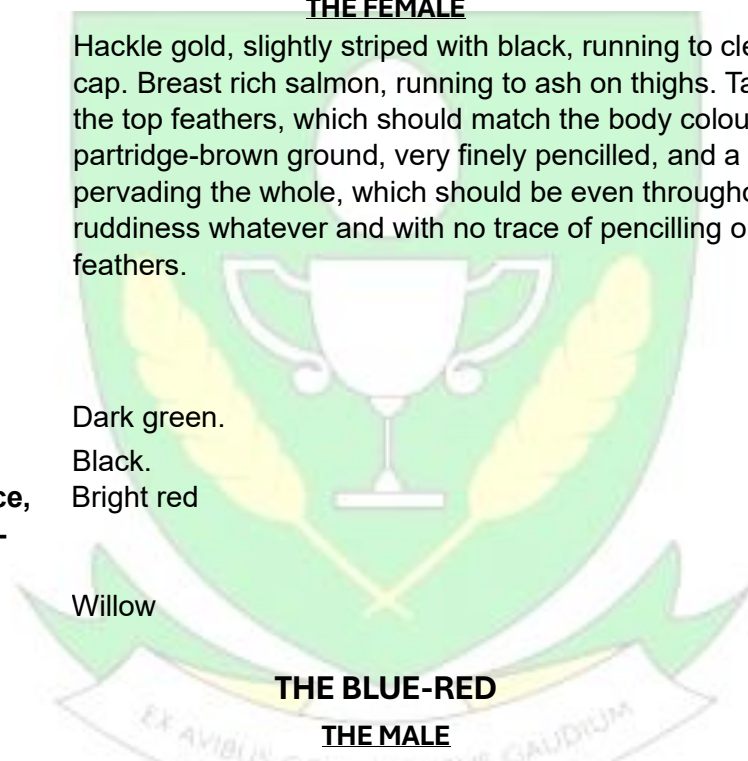 THE FEMALE
Hackle gold, slightly striped with black, running to cle
cap. Breast rich salmon, running to ash on thighs. Ta
the top feathers, which should match the body colou
partridge-brown ground, very finely pencilled, and a
pervading the whole, which should be even througho
ruddiness whatever and with no trace of pencilling o
feathers.
Dark green.
Black.
ce, Bright red
-
Willow
THE BLUE-RED
THE MALE
EX AVIBUS GAUDIUM